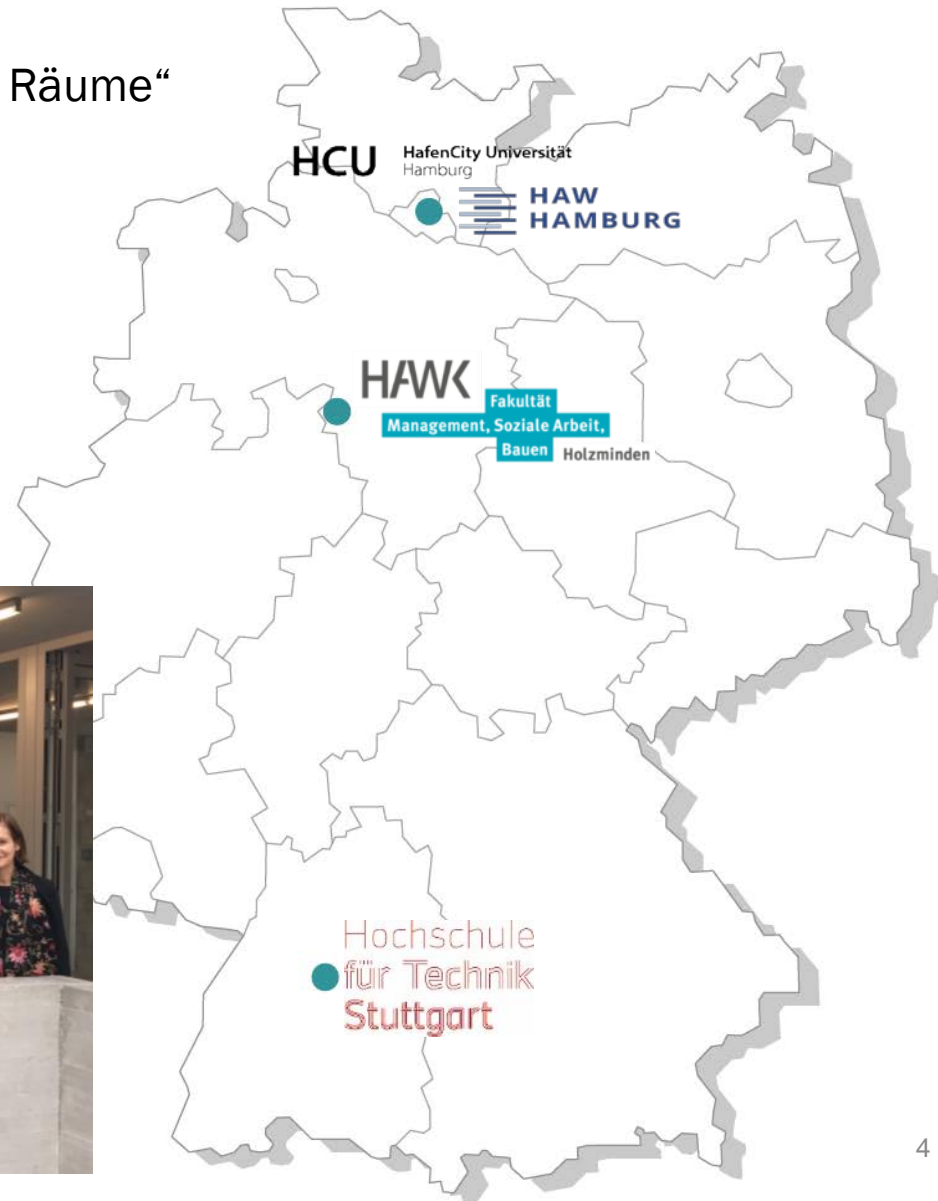 Räume“
HCU HafenCity Universität
Hamburg
HAW
HAMBURG
HAWK
Fakultät
Management, Soziale Arbeit,
Bauen Holzminden
Hochschule
für Technik
Stuttgart
4